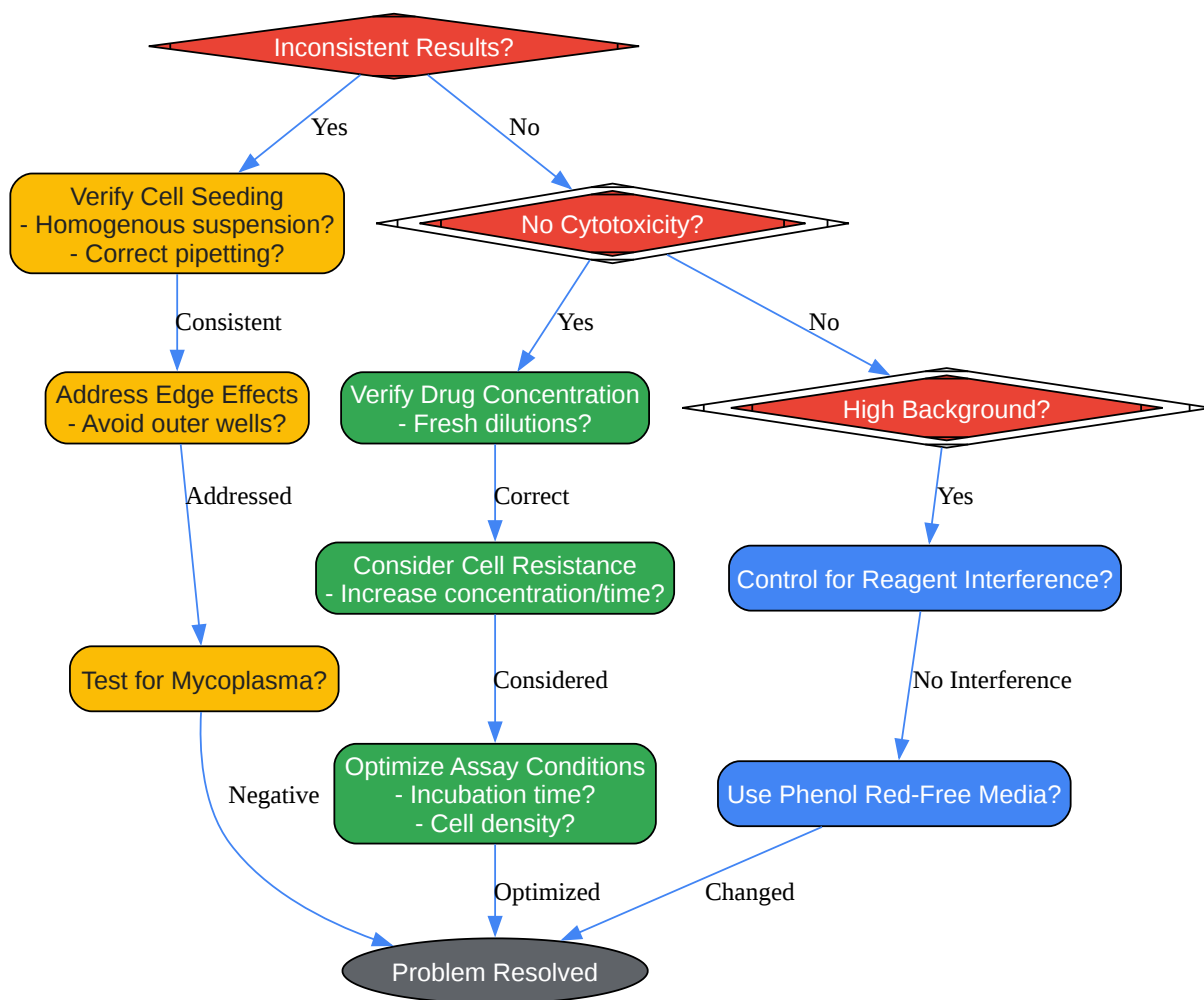 Inconsistent Results?
Yes
No
Verify Cell Seeding
- Homogenous suspension?
- Correct pipetting?
No Cytotoxicity?
Consistent
Yes
No
Address Edge Effects
- Avoid outer wells?
Verify Drug Concentration
- Fresh dilutions?
High Background?
Addressed
Correct
Yes
Consider Cell Resistance
- Increase concentration/time?
Control for Reagent Interference?
Test for Mycoplasma?
Considered
No Interference
Optimize Assay Conditions
- Incubation time?
- Cell density?
Use Phenol Red-Free Media?
Negative
Optimized
Changed
Problem Resolved